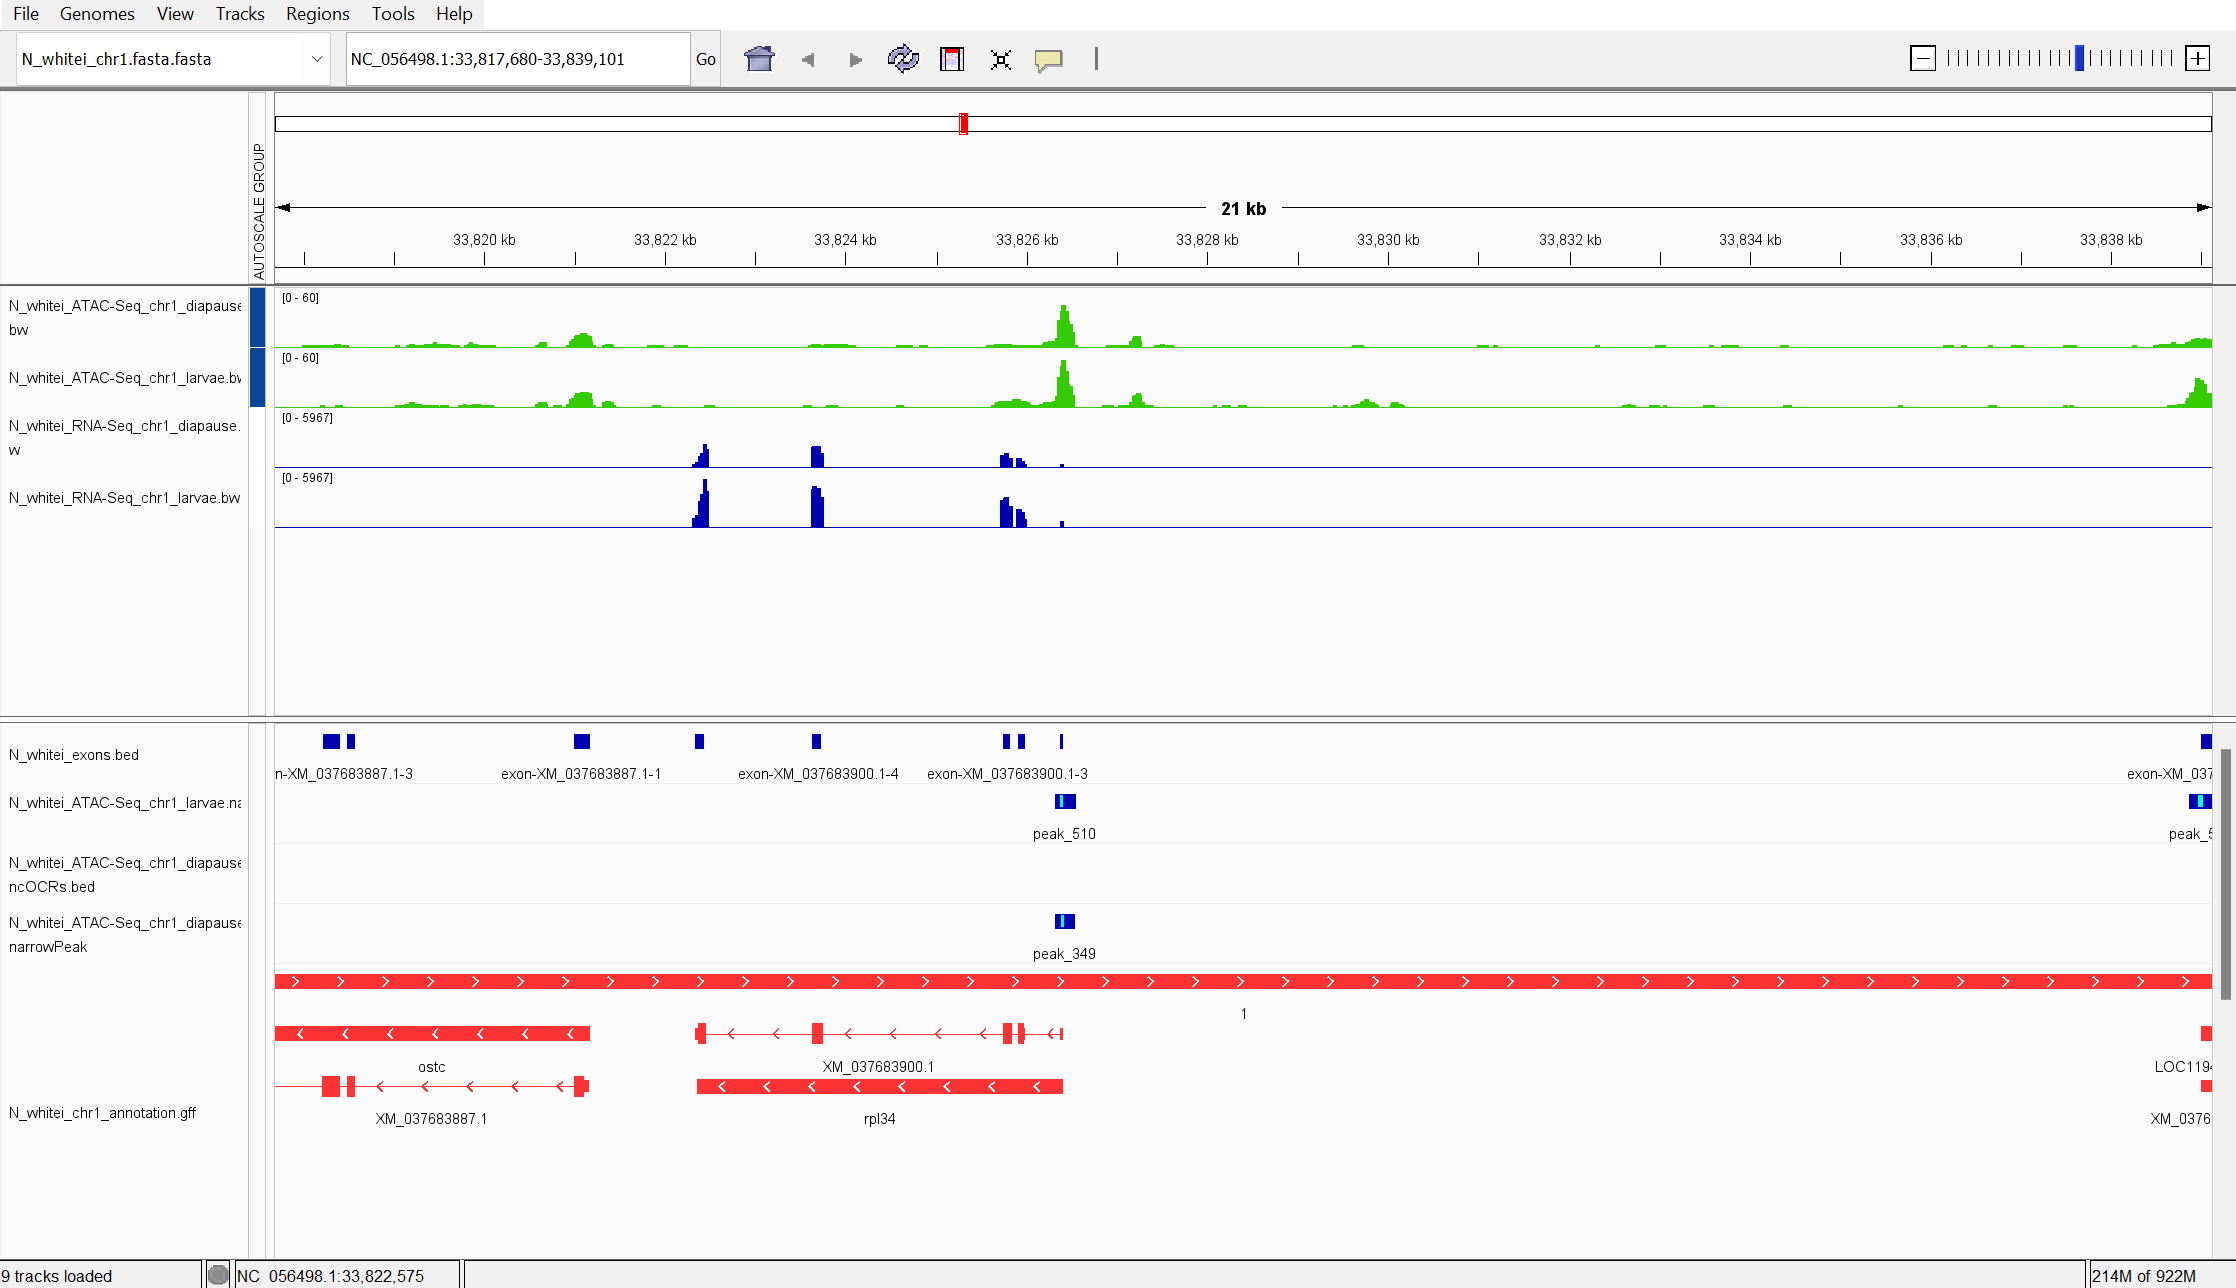 File Genomes View Tracks Regions Tools Help
N_whitei_chr1.fasta.fasta NC_056498.1:33,817,680-33,839,101 Go
AUTOSCALE GROUP
21 kb
33,820 kb 33,822 kb 33,824 kb 33,826 kb 33,828 kb 33,830 kb 33,832 kb 33,834 kb 33,836 kb 33,838 kb
N_whitei_ATAC-Seq_chr1_diapause
bw
[0 - 60]
N_whitei_ATAC-Seq_chr1_larvae.bw
[0 - 60]
N_whitei_RNA-Seq_chr1_diapause.
w
[0 - 5967]
N_whitei_RNA-Seq_chr1_larvae.bw
[0 - 5967]
N_whitei_exons.bed
n-XM_037683887.1-3 exon-XM_037683887.1-1 exon-XM_037683900.1-4 exon-XM_037683900.1-3 exon-XM_037
N_whitei_ATAC-Seq_chr1_larvae.na
peak_510 peak_5
N_whitei_ATAC-Seq_chr1_diapause
ncOCRs.bed
N_whitei_ATAC-Seq_chr1_diapause
narrowPeak
peak_349
1
ostc XM_037683900.1 LOC119
N_whitei_chr1_annotation.gff
XM_037683887.1 rpl34 XM_0376
9 tracks loaded NC_056498.1:33,822,575 214M of 922M